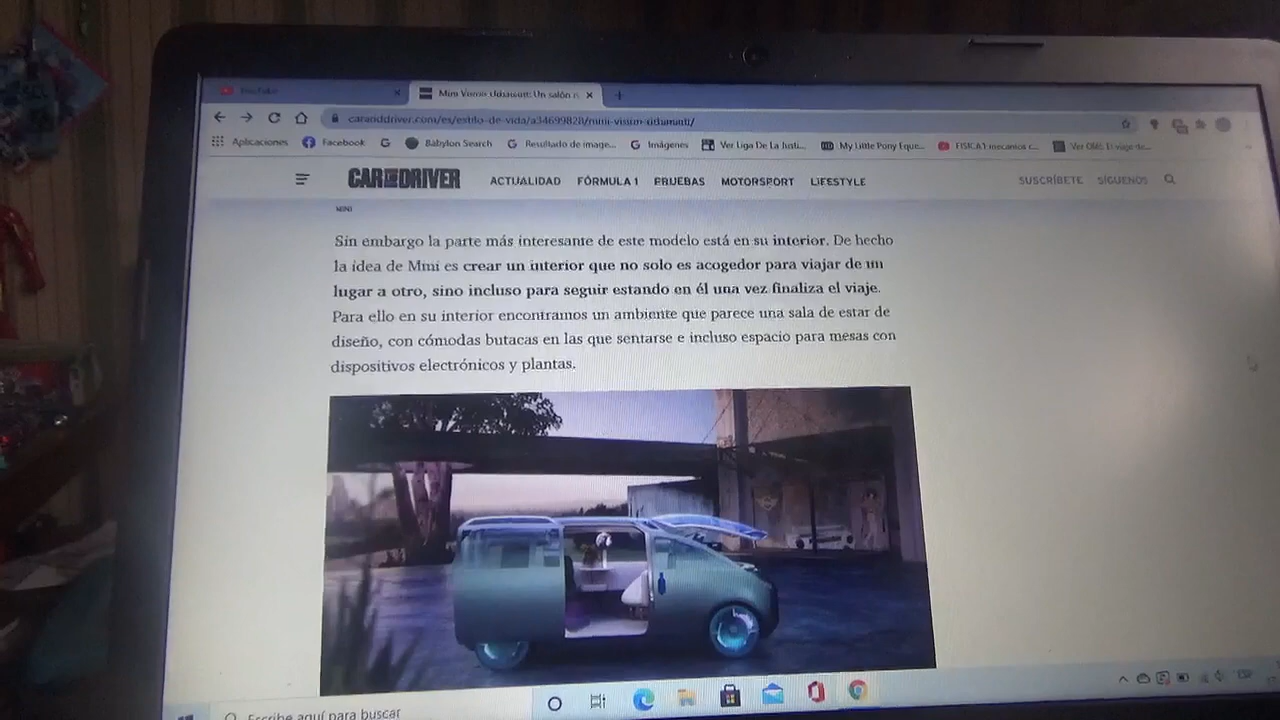 YouTube
Mini Vision Urbanaut: Un salón r
caranddriver.com/es/estilo-de-vida/a34699828/mini-vision-urbanaut/
Aplicaciones Facebook Babylon Search Resultado de image... Imágenes Ver Liga De La Justi... My Little Pony Eque... FISICA 1 mecanica c... Ver Olé!, El viaje de...
CAR AND DRIVER ACTUALIDAD FÓRMULA 1 PRUEBAS MOTORSPORT LIFESTYLE SUSCRÍBETE SÍGUENOS
MINI
Sin embargo la parte más interesante de este modelo está en su interior. De hecho
la idea de Mini es crear un interior que no solo es acogedor para viajar de un
lugar a otro, sino incluso para seguir estando en él una vez finaliza el viaje.
Para ello en su interior encontramos un ambiente que parece una sala de estar de
diseño, con cómodas butacas en las que sentarse e incluso espacio para mesas con
dispositivos electrónicos y plantas.
Escribe aquí para buscar